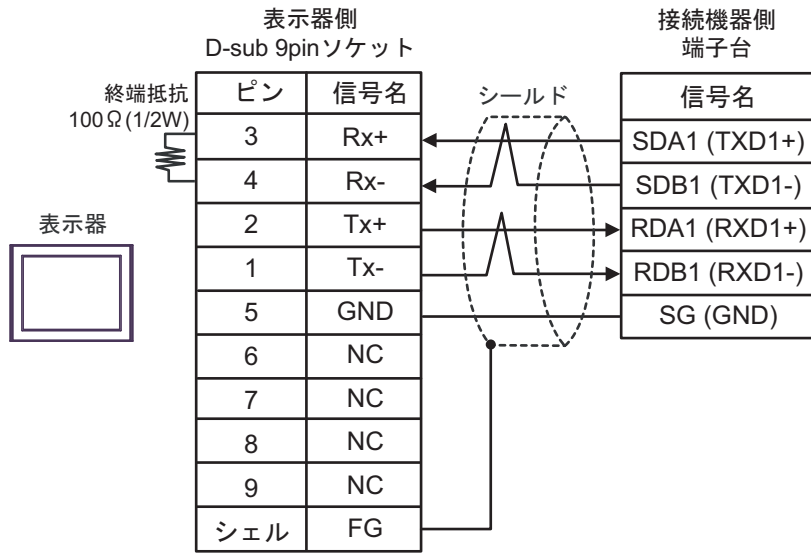 表示器側
D-sub 9pinソケット
接続機器側
端子台
終端抵抗
100Ω(1/2W)
ピン 信号名 シールド 信号名
3 Rx+ SDA1 (TXD1+)
4 Rx- SDB1 (TXD1-)
表示器 2 Tx+ RDA1 (RXD1+)
1 Tx- RDB1 (RXD1-)
5 GND SG (GND)
6 NC
7 NC
8 NC
9 NC
シェル FG